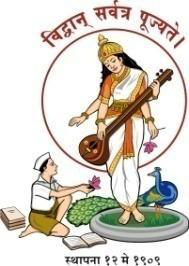 विद्वान् सर्वत्र पूज्यते।
स्थापना १२ मे १९०९